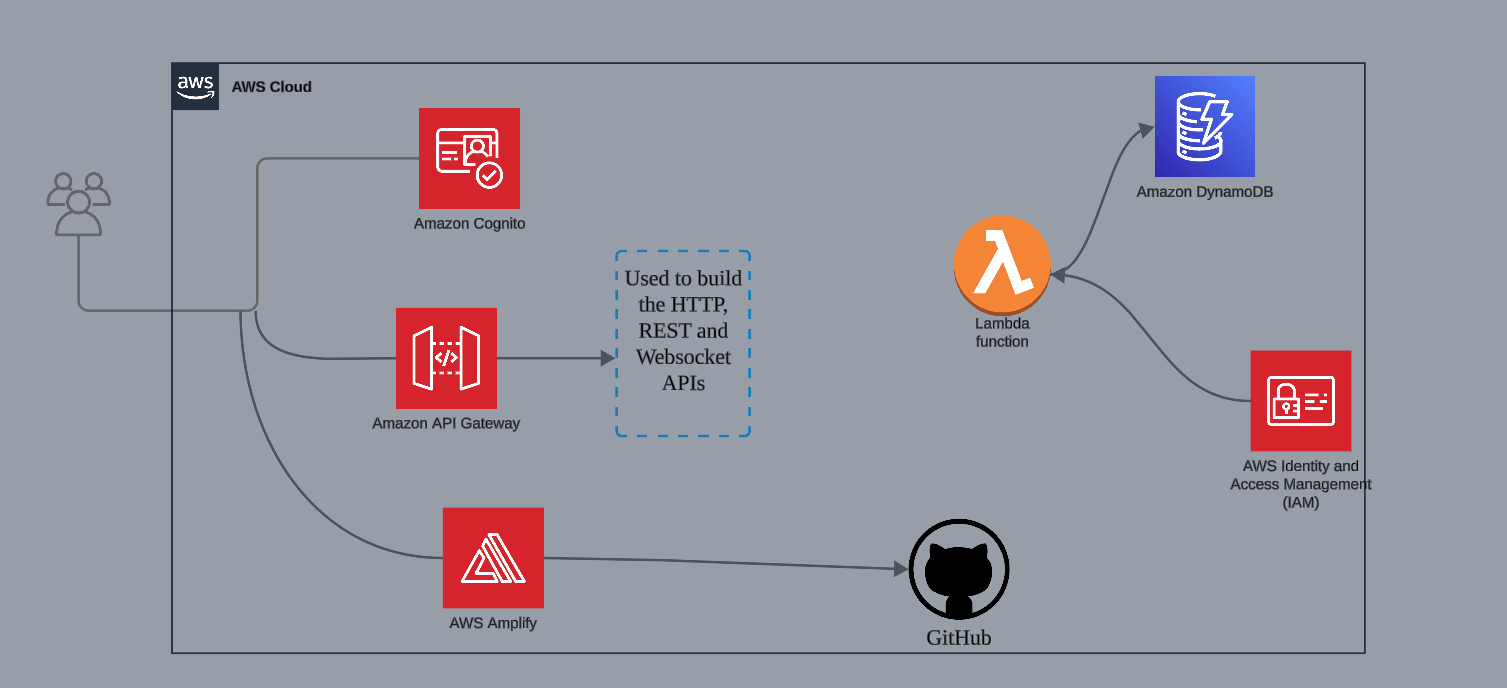 aws
AWS Cloud
Amazon Cognito
Used to build
the HTTP,
REST and
Websocket
APIs
</>
Amazon API Gateway
AWS Amplify
Amazon DynamoDB
Lambda
function
AWS Identity and
Access Management
(IAM)
GitHub